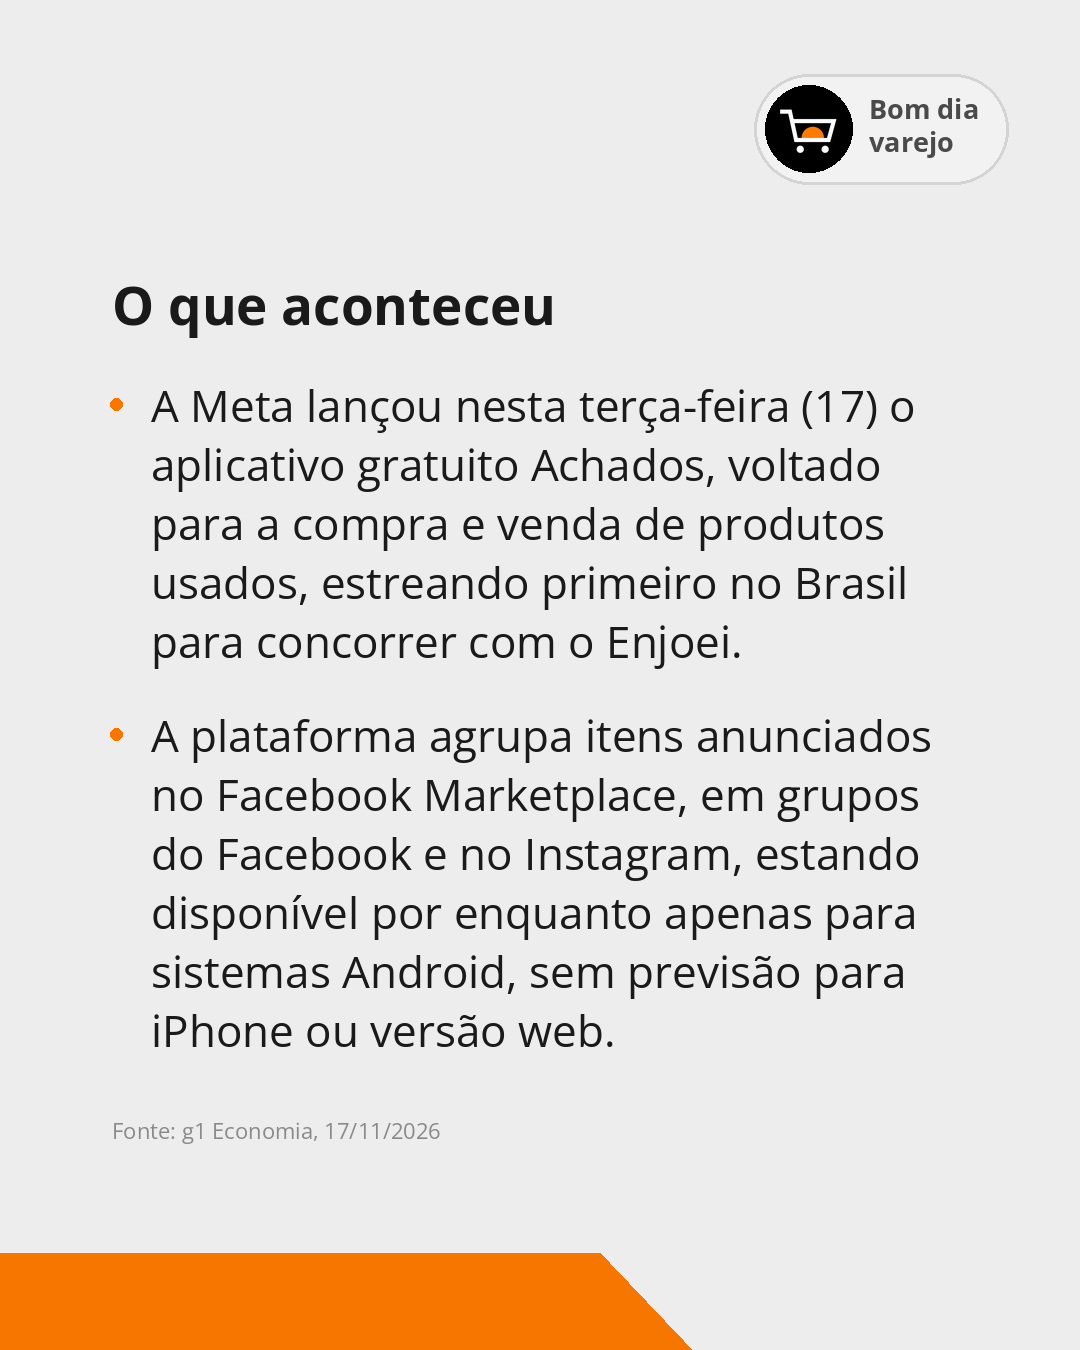 Bom dia
varejo
O que aconteceu
• A Meta lançou nesta terça-feira (17) o
aplicativo gratuito Achados, voltado
para a compra e venda de produtos
usados, estreando primeiro no Brasil
para concorrer com o Enjoei.
• A plataforma agrupa itens anunciados
no Facebook Marketplace, em grupos
do Facebook e no Instagram, estando
disponível por enquanto apenas para
sistemas Android, sem previsão para
iPhone ou versão web.
Fonte: g1 Economia, 17/11/2026